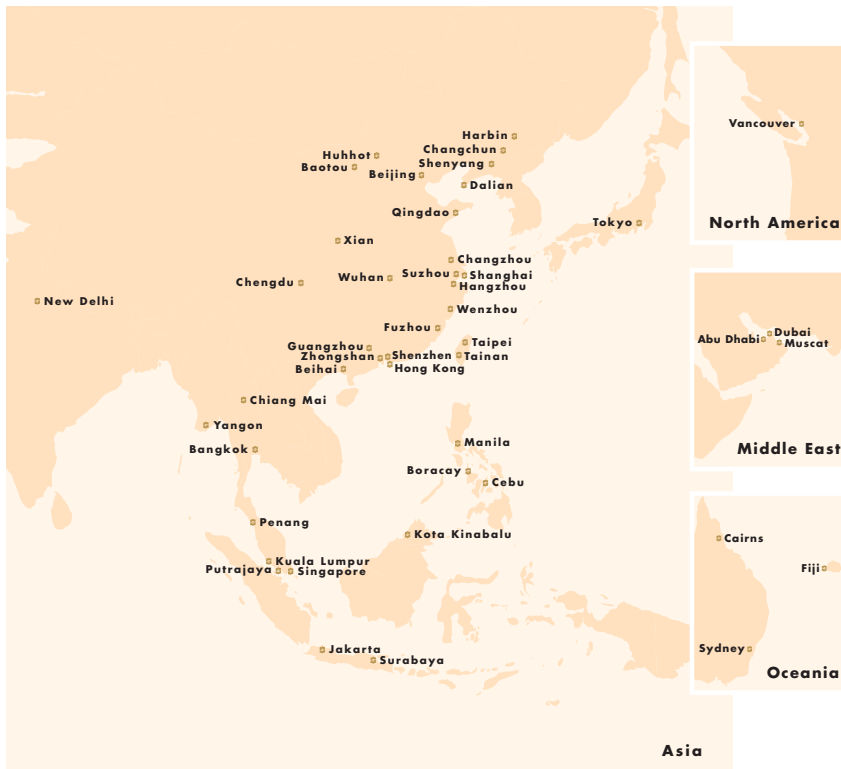 Harbin
Changchun
Huhhot
Shenyang
Baotou
Beijing
Dalian
Qingdao
Tokyo
Xian
Changzhou
Suzhou
Shanghai
Wuhan
Chengdu
Hangzhou
New Delhi
Wenzhou
Fuzhou
Taipei
Guangzhou
Zhongshan
Shenzhen
Tainan
Beihai
Hong Kong
Chiang Mai
Yangon
Manila
Bangkok
Boracay
Cebu
Penang
Kota Kinabalu
Kuala Lumpur
Putrajaya
Singapore
Jakarta
Surabaya
Asia
Vancouver
North America
Dubai
Abu Dhabi
Muscat
Middle East
Cairns
Fiji
Sydney
Oceania